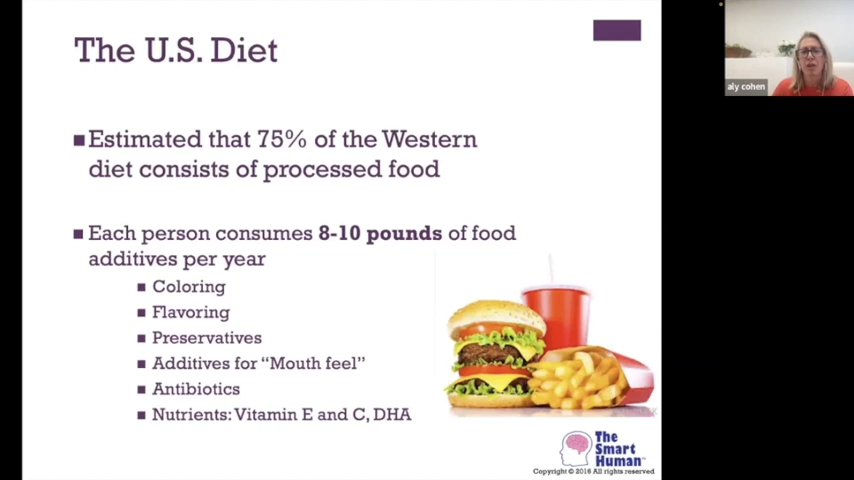 The U.S. Diet
aly cohen
■ Estimated that 75% of the Western
diet consists of processed food
■ Each person consumes 8-10 pounds of food
additives per year
■ Coloring
■ Flavoring
■ Preservatives
■ Additives for “Mouth feel”
■ Antibiotics
■ Nutrients: Vitamin E and C, DHA
The
Smart
Human™
Copyright © 2016 All rights reserved